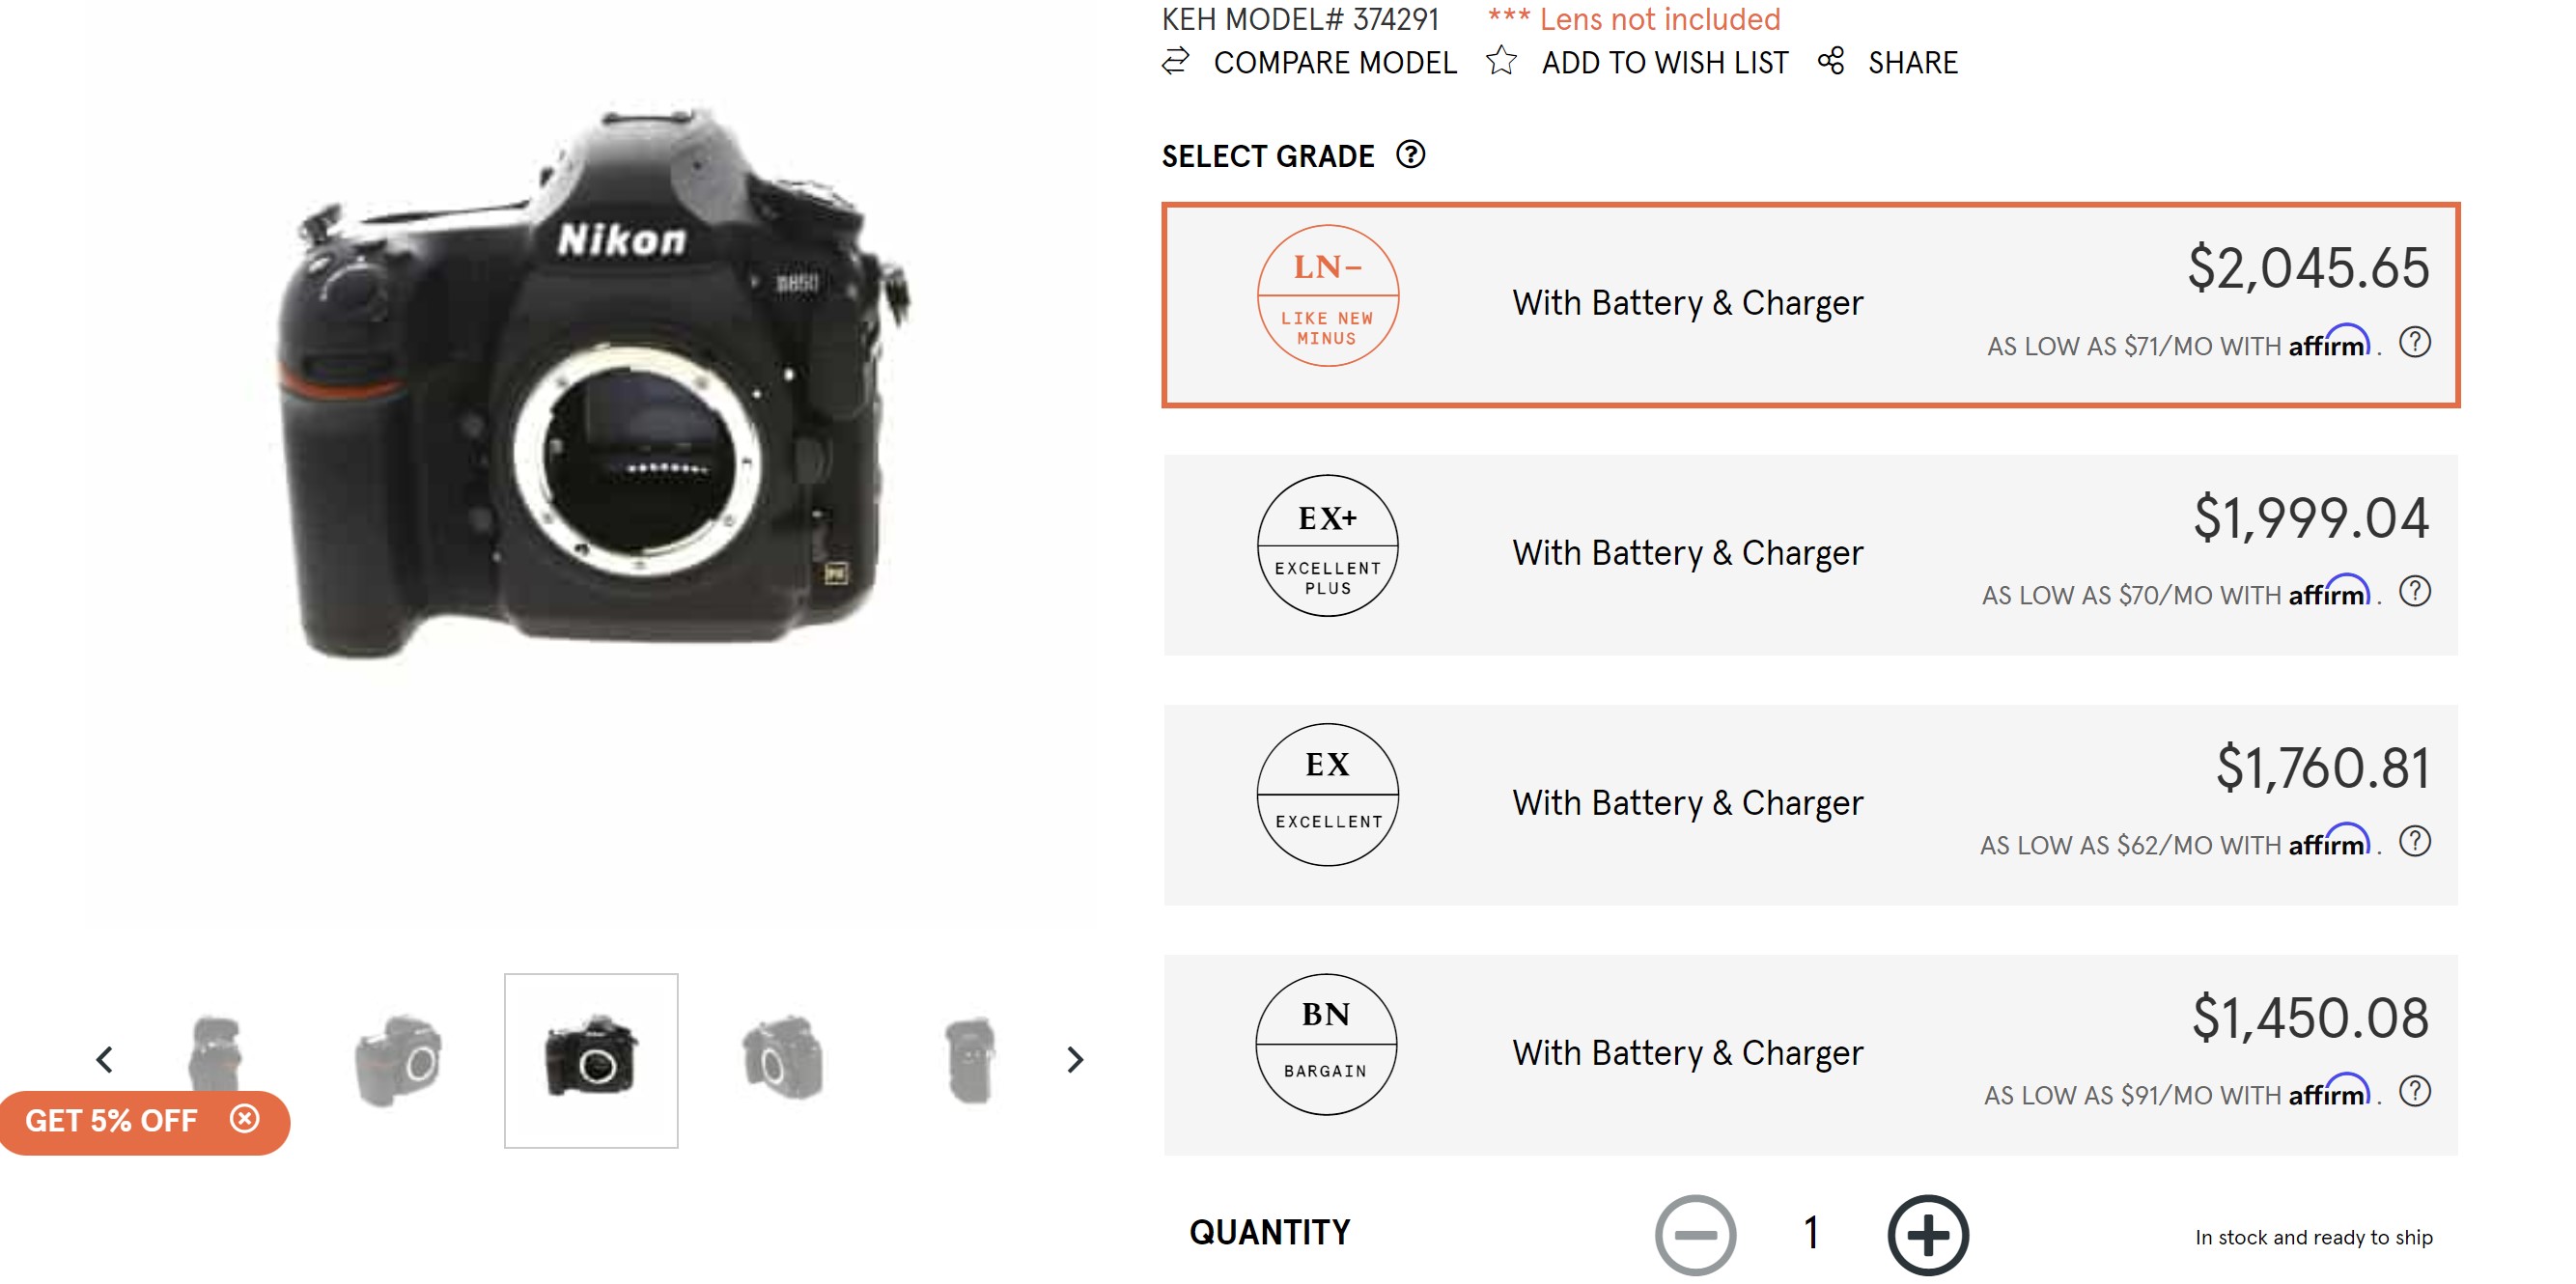 KEH MODEL# 374291 *** Lens not included
COMPARE MODEL ADD TO WISH LIST SHARE
SELECT GRADE ?
Nikon
D850
LN-
LIKE NEW
MINUS
With Battery & Charger
$2,045.65
AS LOW AS $71/MO WITH affirm. ?
EX+
EXCELLENT
PLUS
With Battery & Charger
$1,999.04
AS LOW AS $70/MO WITH affirm. ?
EX
EXCELLENT
With Battery & Charger
$1,760.81
AS LOW AS $62/MO WITH affirm. ?
BN
BARGAIN
With Battery & Charger
$1,450.08
AS LOW AS $91/MO WITH affirm. ?
GET 5% OFF
QUANTITY 1 In stock and ready to ship